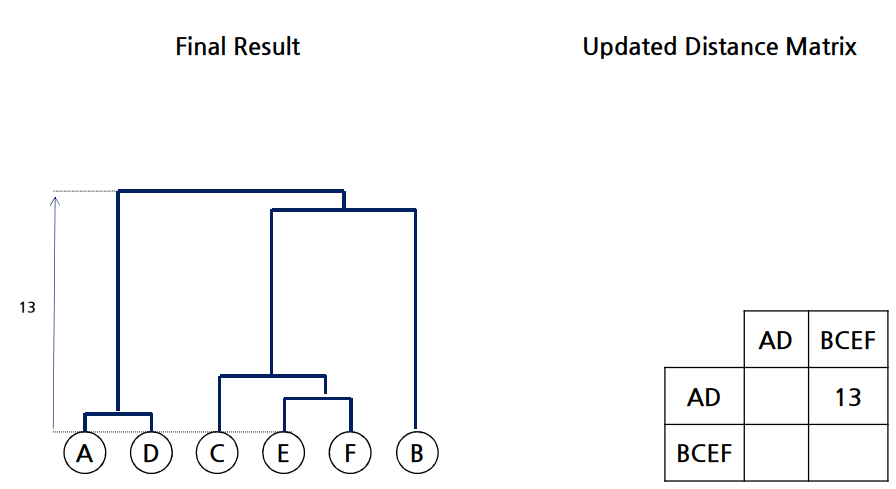 Final Result
Updated Distance Matrix
13
A D C E F B
AD BCEF
AD 13
BCEF